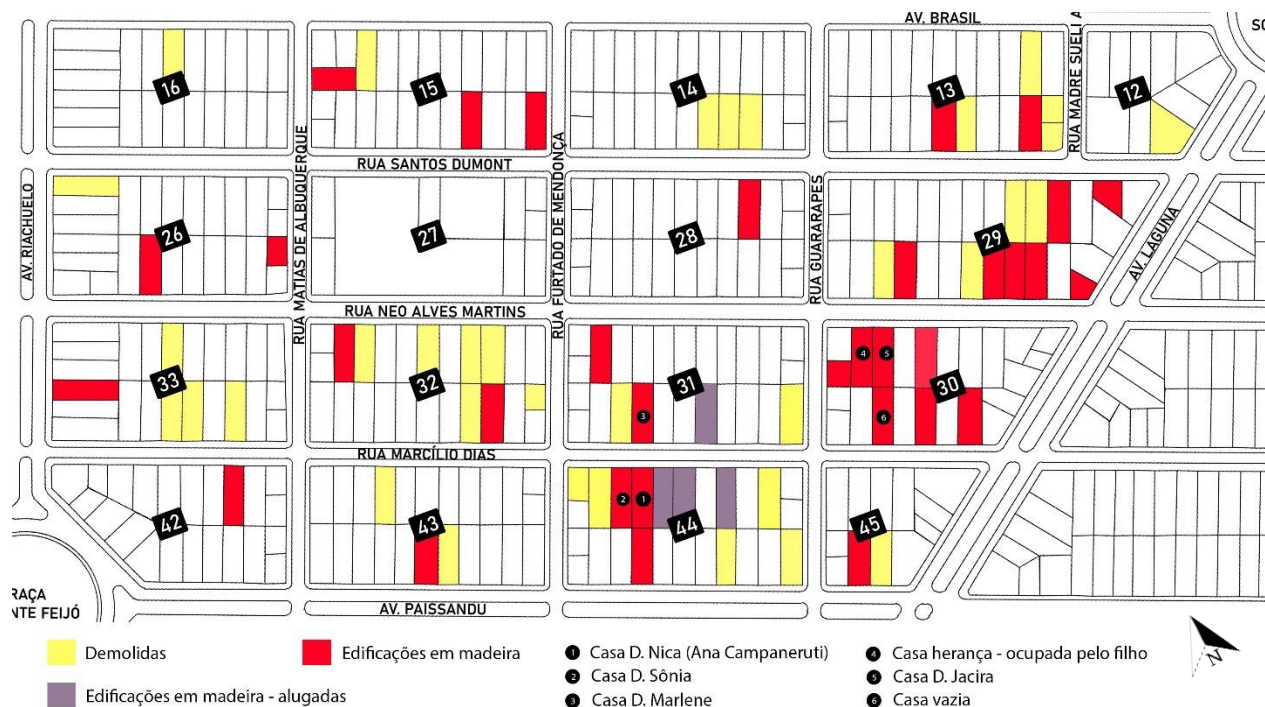 AV. BRASIL
SO
16
15
14
13
12
RUA MADRE SUELI A
RUA SANTOS DUMONT
AV. RIACHUELO
RUA MATIAS DE ALBUQUERQUE
RUA FURTADO DE MENDONÇA
RUA GUARARAPES
AV. LAGUNA
26
27
28
29
RUA NEO ALVES MARTINS
33
32
31
30
4
5
3
6
RUA MARCÍLIO DIAS
42
43
44
45
2
1
RAÇA
NTE FEIJÓ
AV. PAISSANDU
N
Demolidas
Edificações em madeira
Edificações em madeira - alugadas
1 Casa D. Nica (Ana Campaneruti)
2 Casa D. Sônia
3 Casa D. Marlene
4 Casa herança - ocupada pelo filho
5 Casa D. Jacira
6 Casa vazia